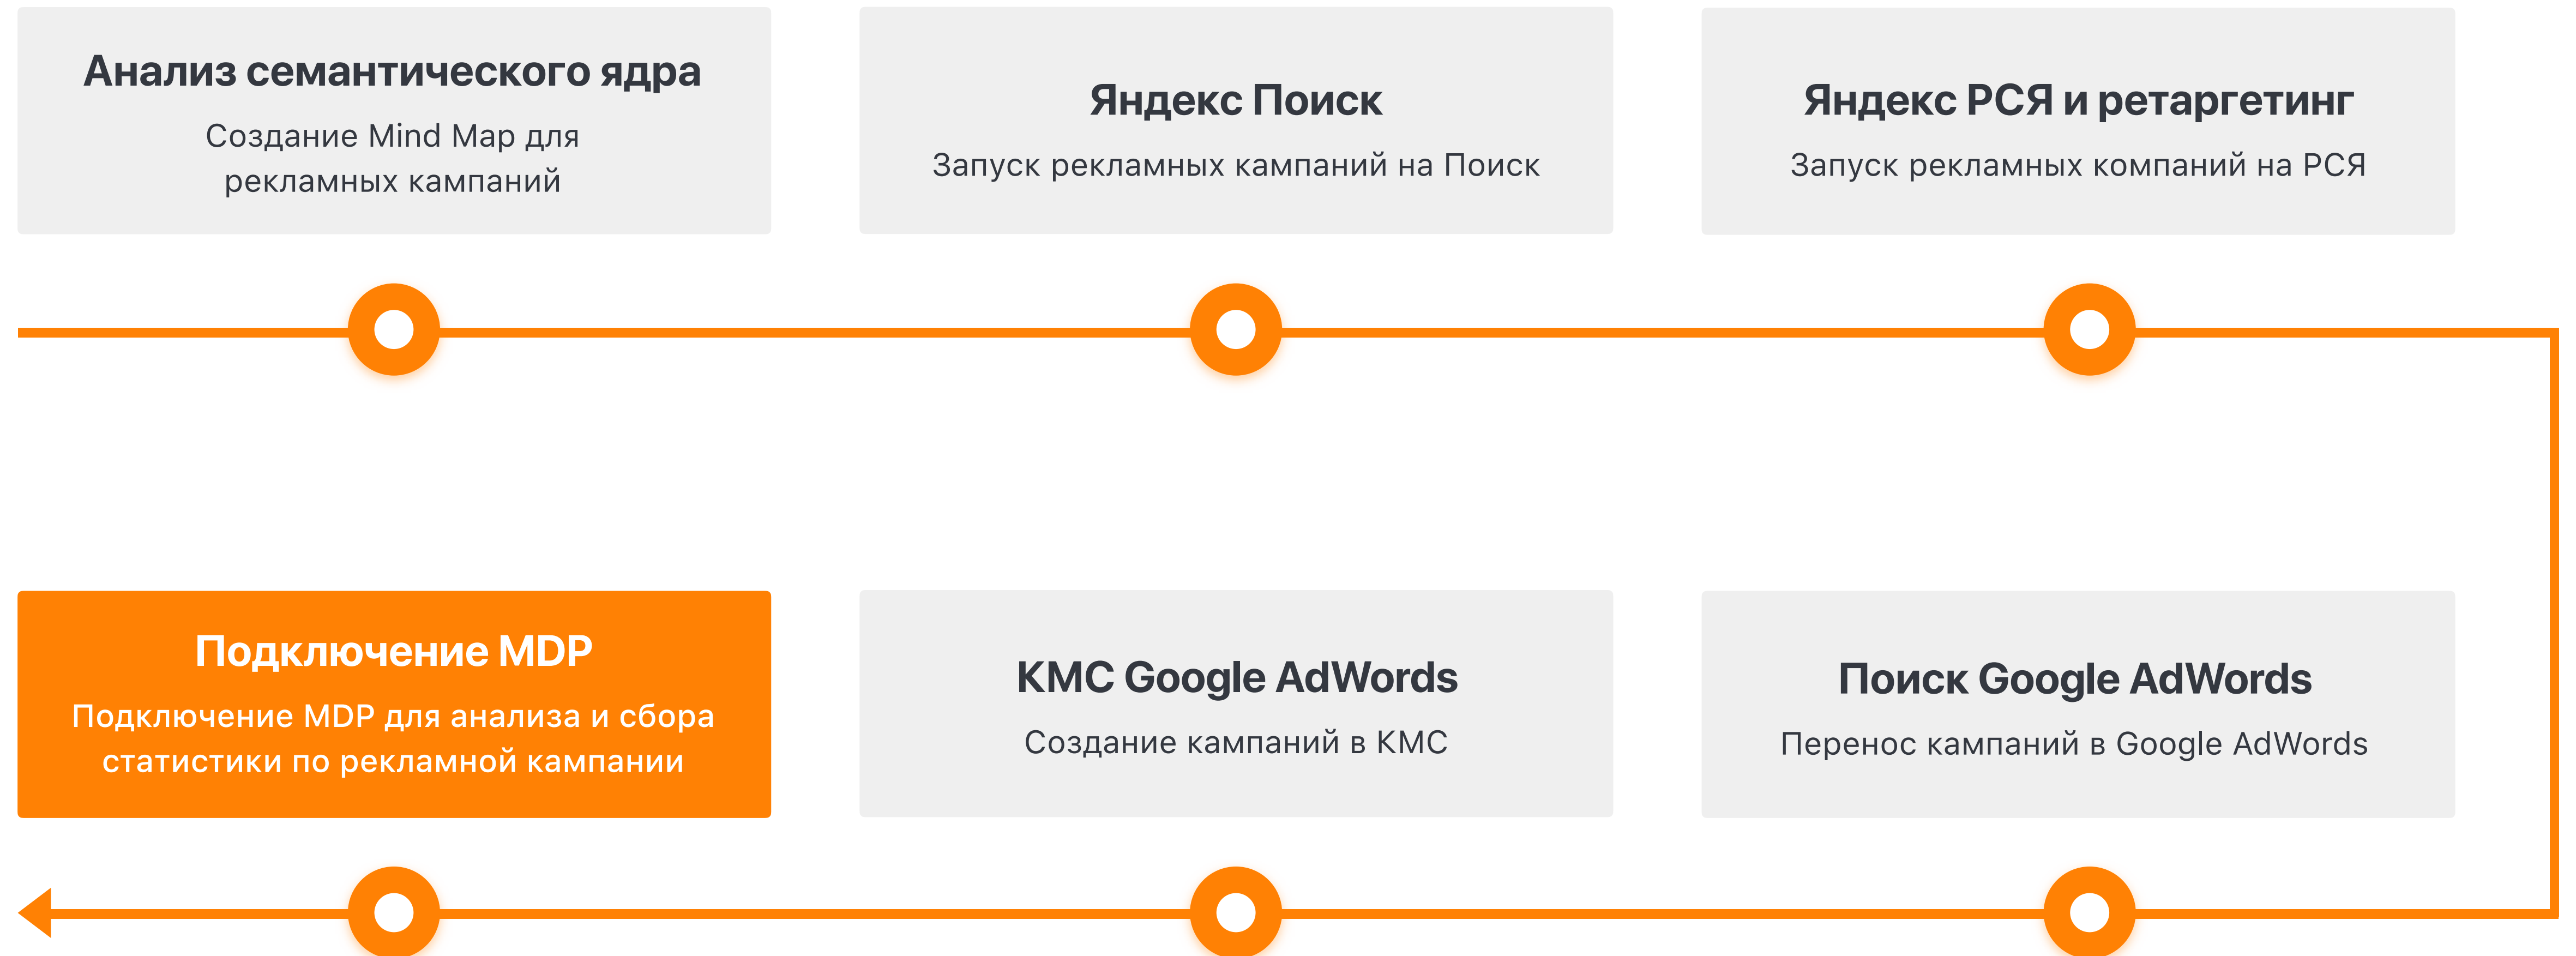 Анализ семантического ядра
Создание Mind Map для
рекламных кампаний
Яндекс Поиск
Запуск рекламных кампаний на Поиск
Яндекс РСЯ и ретаргетинг
Запуск рекламных компаний на РСЯ
Подключение MDP
Подключение MDP для анализа и сбора
статистики по рекламной кампании
КМС Google AdWords
Создание кампаний в КМС
Поиск Google AdWords
Перенос кампаний в Google AdWords